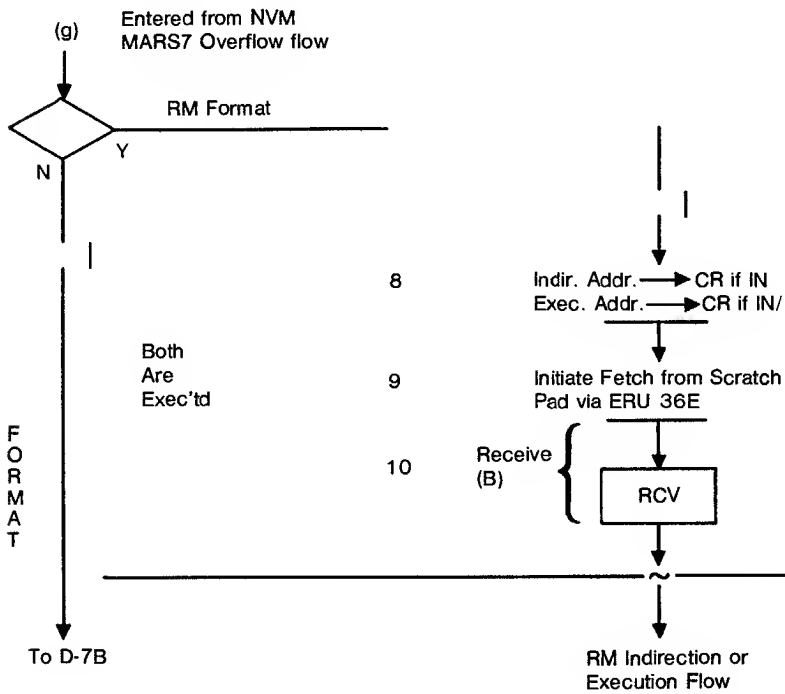 (g)
Entered from NVM
MARS7 Overflow flow
RM Format
Y
N
8
Indir. Addr. CR if IN
Exec. Addr. CR if IN/
Both
Are
Exec'td
9
Initiate Fetch from Scratch
Pad via ERU 36E
FORMAT
10
Receive
(B)
RCV
~
To D-7B
RM Indirection or
Execution Flow